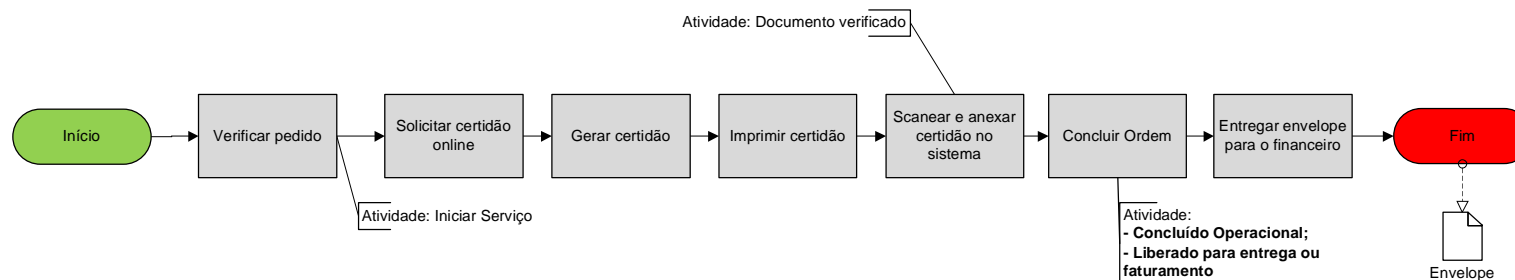 Atividade: Documento verificado
Início
Verificar pedido
Solicitar certidão
online
Gerar certidão
Imprimir certidão
Scanear e anexar
certidão no
sistema
Concluir Ordem
Entregar envelope
para o financeiro
Fim
Atividade: Iniciar Serviço
Atividade:
- Concluído Operacional;
- Liberado para entrega ou
faturamento
Envelope